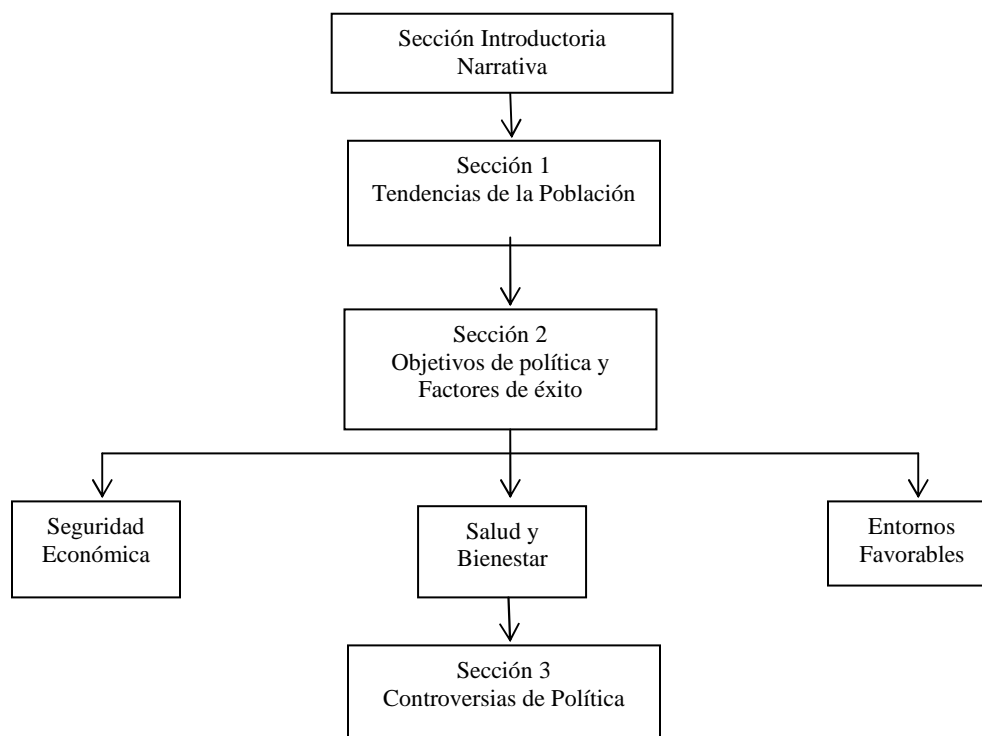 Sección Introductoria
Narrativa
Sección 1
Tendencias de la Población
Sección 2
Objetivos de política y
Factores de éxito
Seguridad
Económica
Salud y
Bienestar
Entornos
Favorables
Sección 3
Controversias de Política